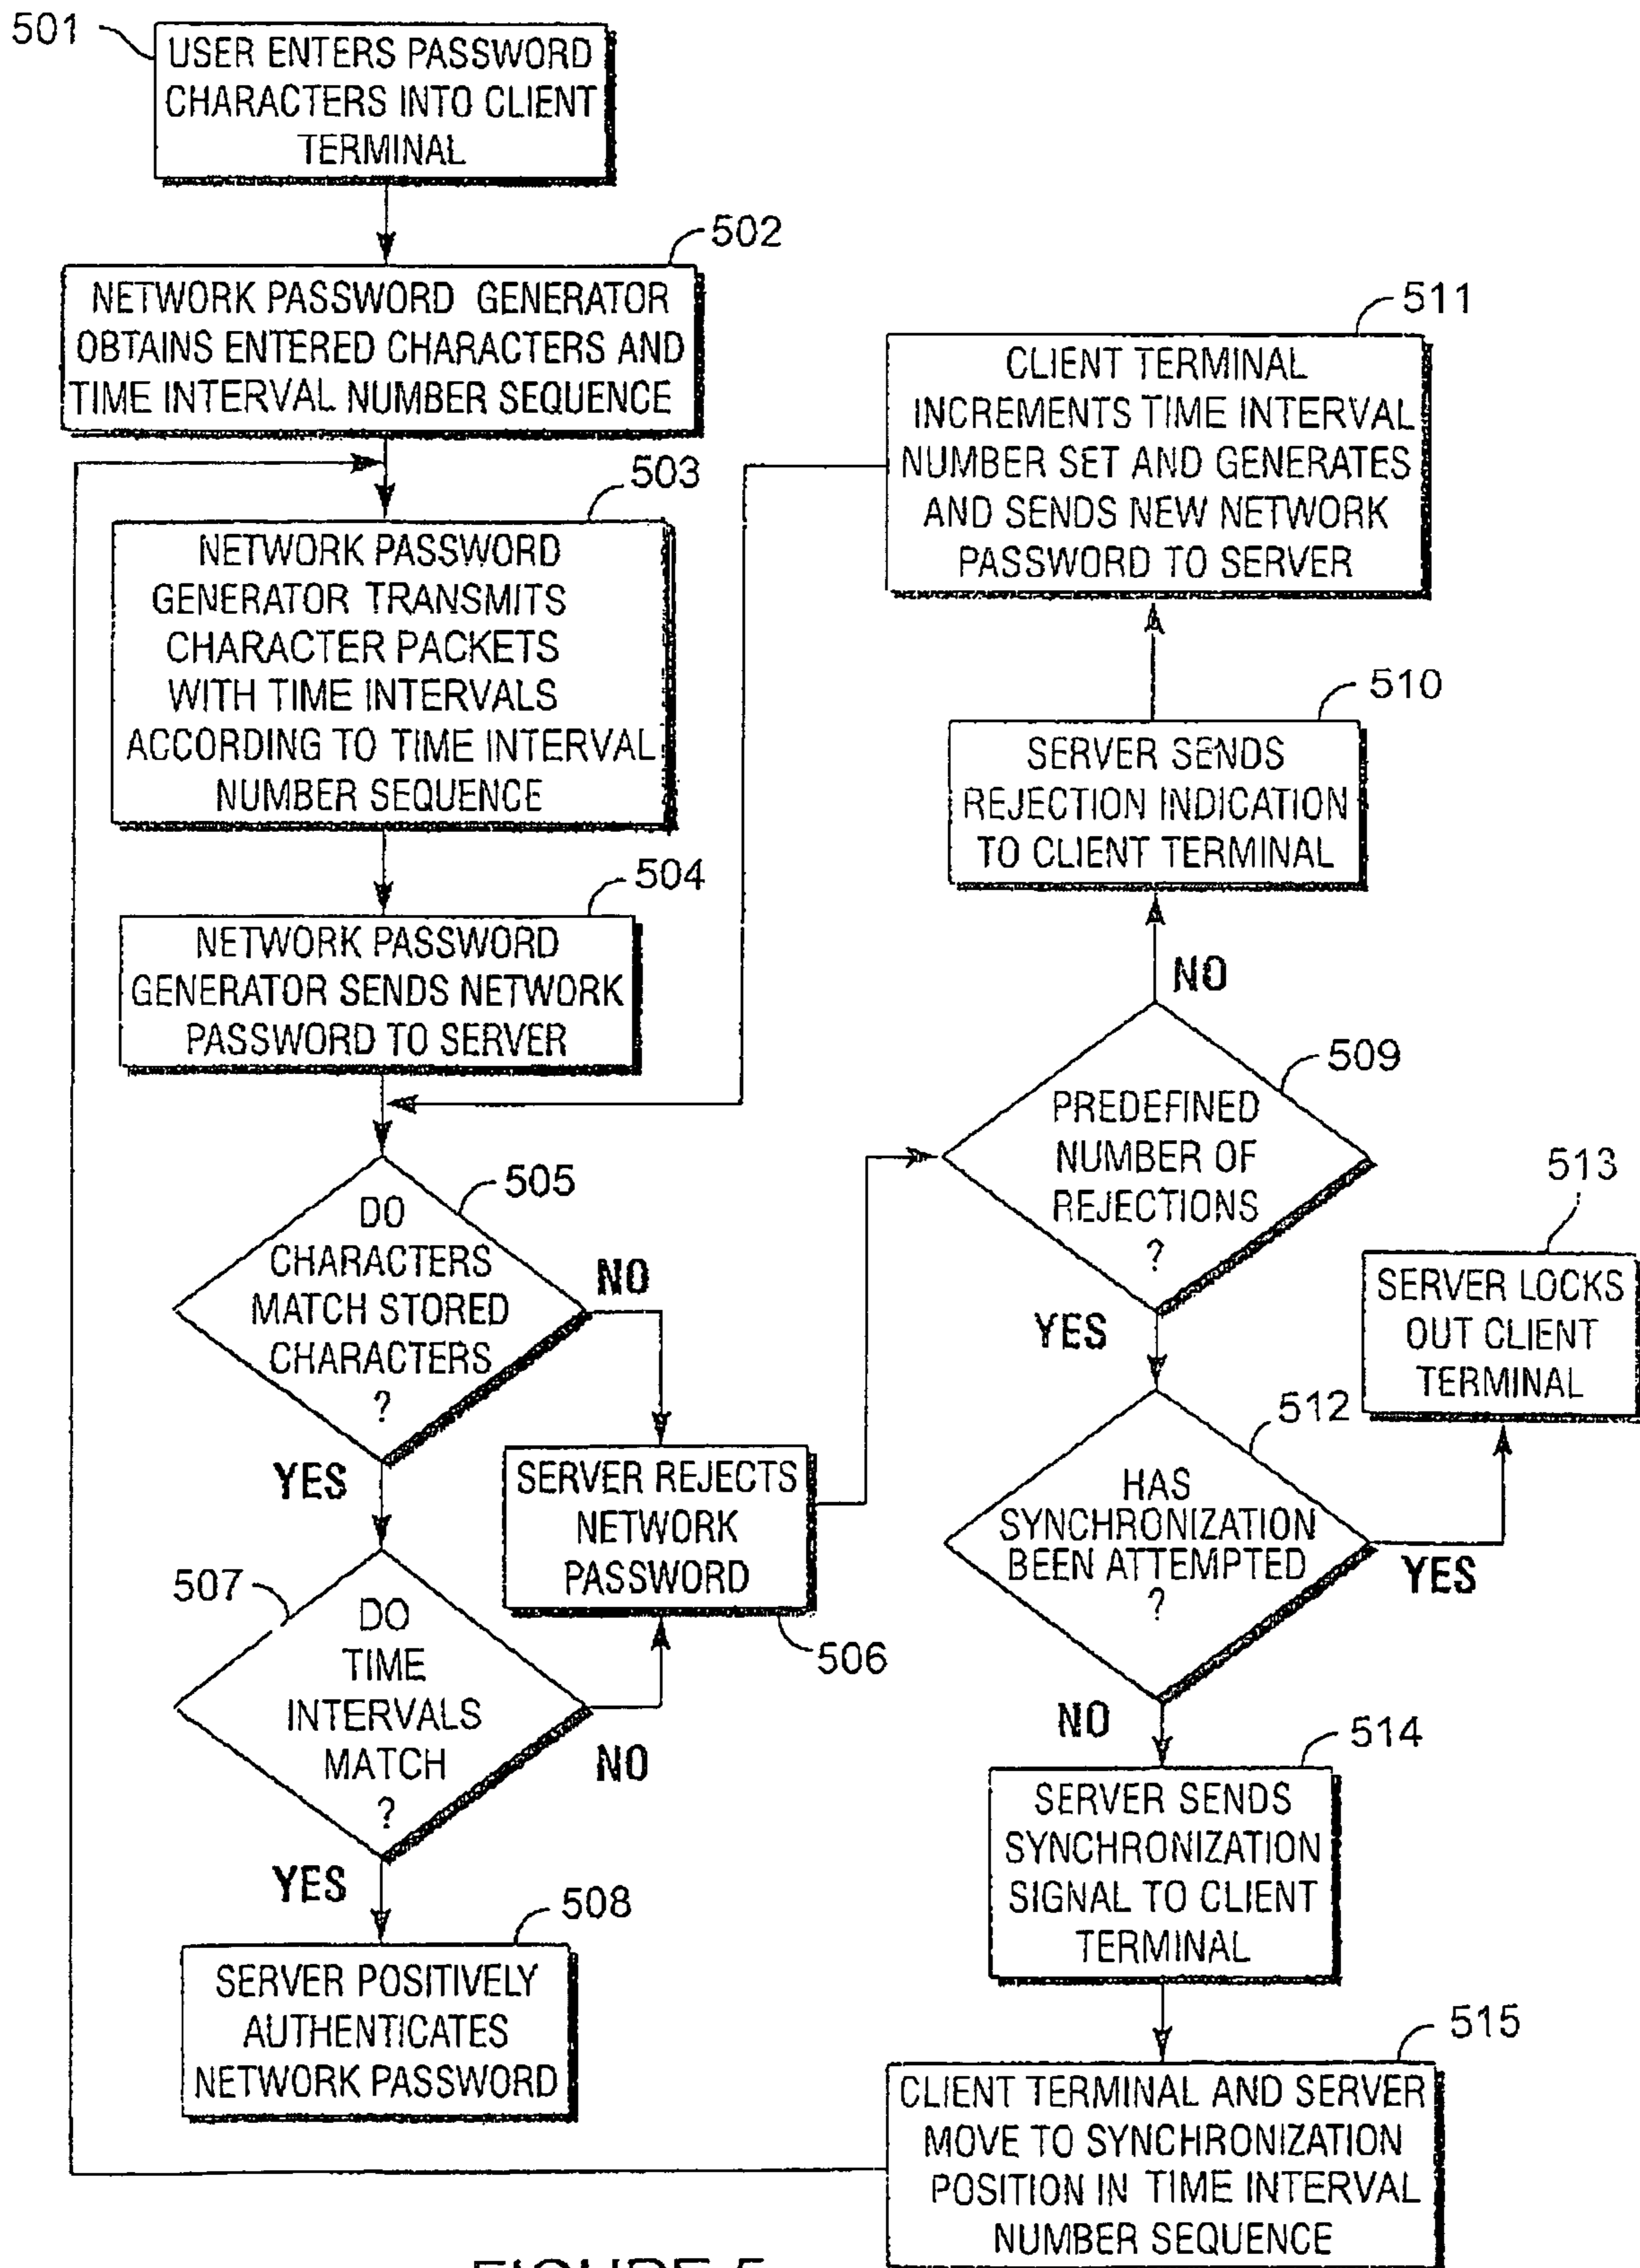 501
USER ENTERS PASSWORD
CHARACTERS INTO CLIENT
TERMINAL
502
NETWORK PASSWORD GENERATOR
OBTAINS ENTERED CHARACTERS AND
TIME INTERVAL NUMBER SEQUENCE
503
NETWORK PASSWORD
GENERATOR TRANSMITS
CHARACTER PACKETS
WITH TIME INTERVALS
ACCORDING TO TIME INTERVAL
NUMBER SEQUENCE
504
NETWORK PASSWORD
GENERATOR SENDS NETWORK
PASSWORD TO SERVER
505
DO
CHARACTERS
MATCH STORED
CHARACTERS
?
NO
YES
SERVER REJECTS
NETWORK
PASSWORD
506
507
DO
TIME
INTERVALS
MATCH
?
NO
YES
508
SERVER POSITIVELY
AUTHENTICATES
NETWORK PASSWORD
511
CLIENT TERMINAL
INCREMENTS TIME INTERVAL
NUMBER SET AND GENERATES
AND SENDS NEW NETWORK
PASSWORD TO SERVER
510
SERVER SENDS
REJECTION INDICATION
TO CLIENT TERMINAL
NO
509
PREDEFINED
NUMBER OF
REJECTIONS
?
YES
513
SERVER LOCKS
OUT CLIENT
TERMINAL
512
HAS
SYNCHRONIZATION
BEEN ATTEMPTED
?
YES
NO
514
SERVER SENDS
SYNCHRONIZATION
SIGNAL TO CLIENT
TERMINAL
515
CLIENT TERMINAL AND SERVER
MOVE TO SYNCHRONIZATION
POSITION IN TIME INTERVAL
NUMBER SEQUENCE
FIGURE 5